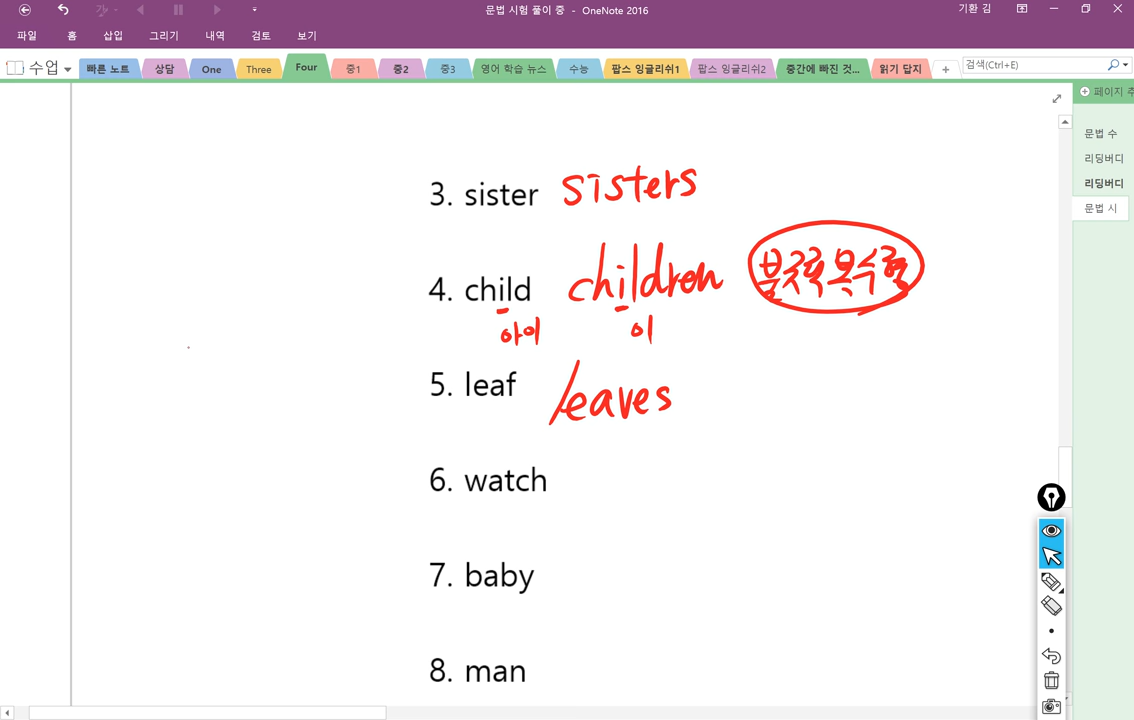 문법 시험 풀이 중 - OneNote 2016
기환 김
파일 홈 삽입 그리기 내역 검토 보기
수업 빠른 노트 상담 One Three Four 중1 중2 중3 영어 학습 뉴스 수능 팝스 잉글리쉬1 팝스 잉글리쉬2 중간에 빠진 것... 읽기 답지 + 검색(Ctrl+E)
페이지 추
문법 수
리딩버디
리딩버디
문법 시
3. sister sisters
4. child children 불규칙 복수형
아이 이
5. leaf leaves
6. watch
7. baby
8. man